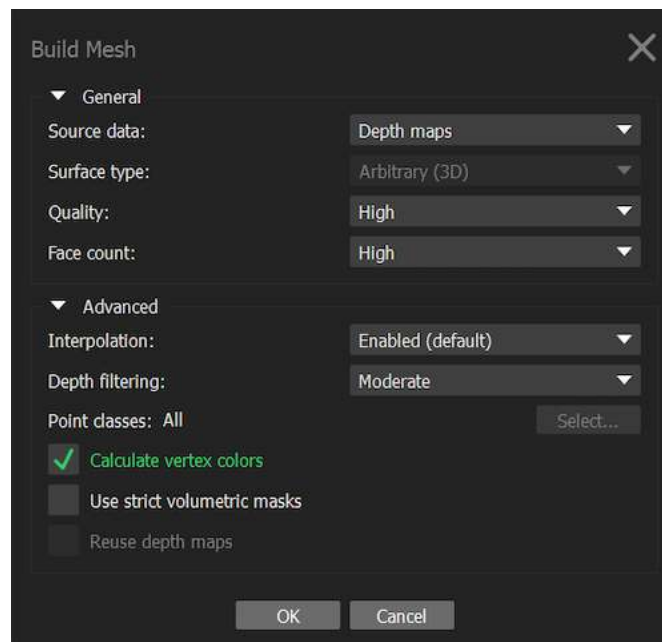 Build Mesh
General
Source data: Depth maps
Surface type: Arbitrary (3D)
Quality: High
Face count: High
Advanced
Interpolation: Enabled (default)
Depth filtering: Moderate
Point classes: All Select...
Calculate vertex colors
Use strict volumetric masks
Reuse depth maps
OK Cancel